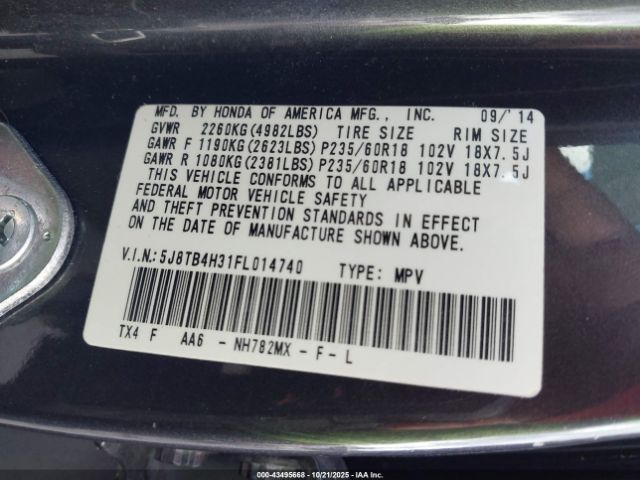 MFD. BY HONDA OF AMERICA MFG., INC. 09/'14
GVWR 2260KG(4982LBS) TIRE SIZE RIM SIZE
GAWR F 1190KG(2623LBS) P235/60R18 102V 18X7.5J
GAWR R 1080KG(2381LBS) P235/60R18 102V 18X7.5J
THIS VEHICLE CONFORMS TO ALL APPLICABLE
FEDERAL MOTOR VEHICLE SAFETY
AND THEFT PREVENTION STANDARDS IN EFFECT
ON THE DATE OF MANUFACTURE SHOWN ABOVE.
V.I.N.: 5J8TB4H31FL014740 TYPE: MPV
TX4 F AA6 - NH782MX - F - L
© - 43495668 - 10/21/2025 - IAAI.COM